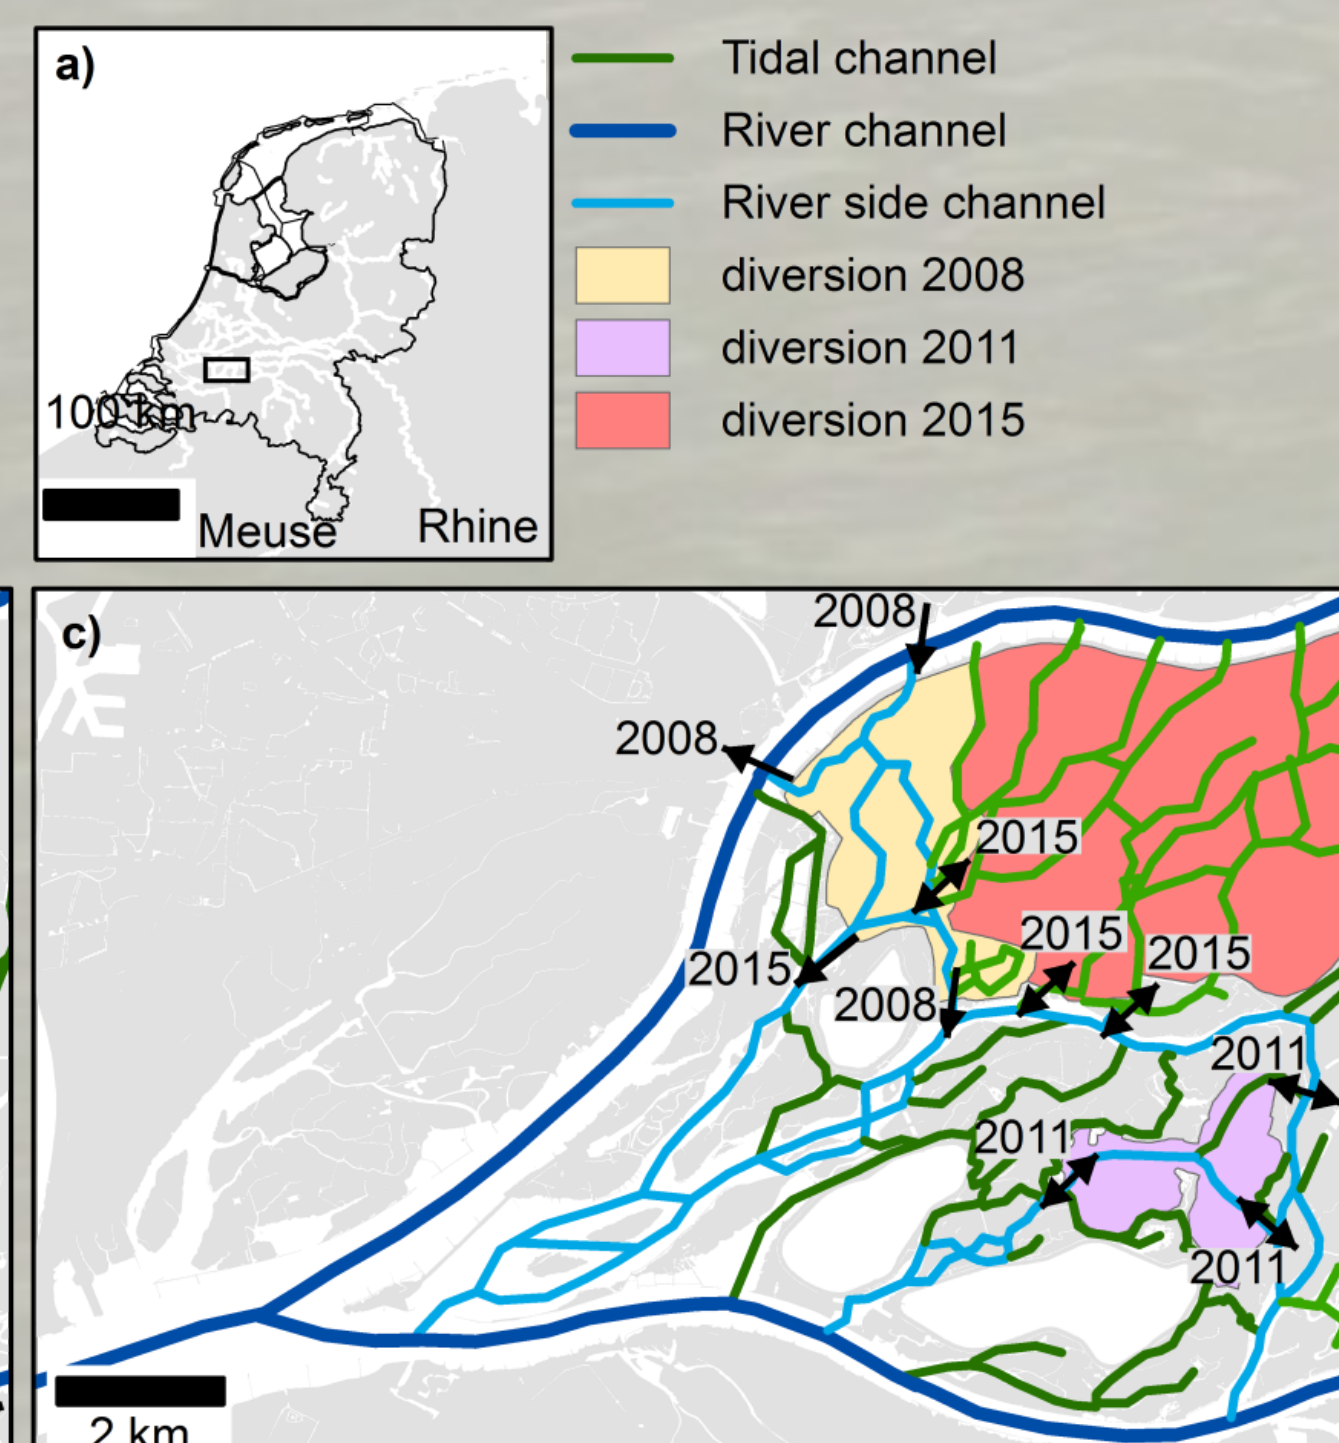 a)
100 km
Meuse
Rhine
Tidal channel
River channel
River side channel
diversion 2008
diversion 2011
diversion 2015
c)
2008
2008
2015
2015
2015
2015
2008
2011
2011
2011
2 km